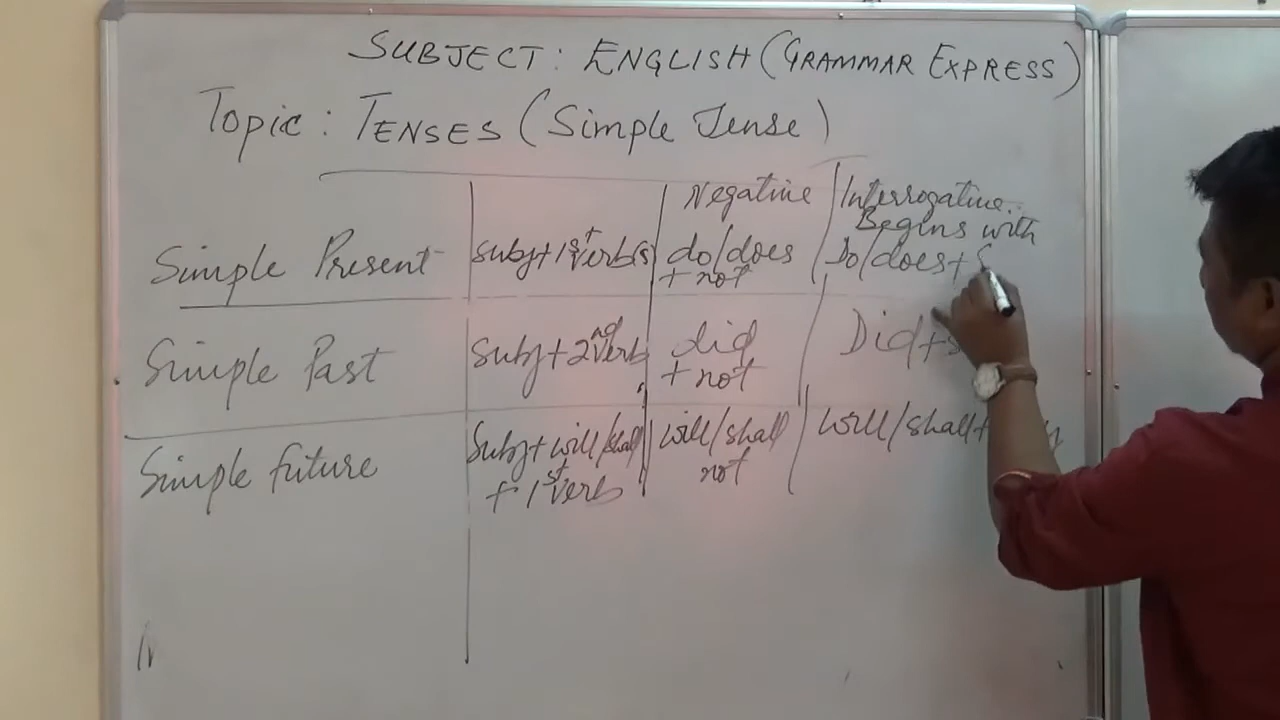 SUBJECT: ENGLISH (GRAMMAR EXPRESS)
Topic: TENSES (Simple Tense)
Negative
Interrogative..
Begins with
Simple Present
subj+1st verb(s)
do/does
+ not
Do/does+
Simple Past
subj+2nd verb
did
+ not
Did+
Simple future
Subj+will/shall
+ 1st verb
will/shall
not
will/shall+